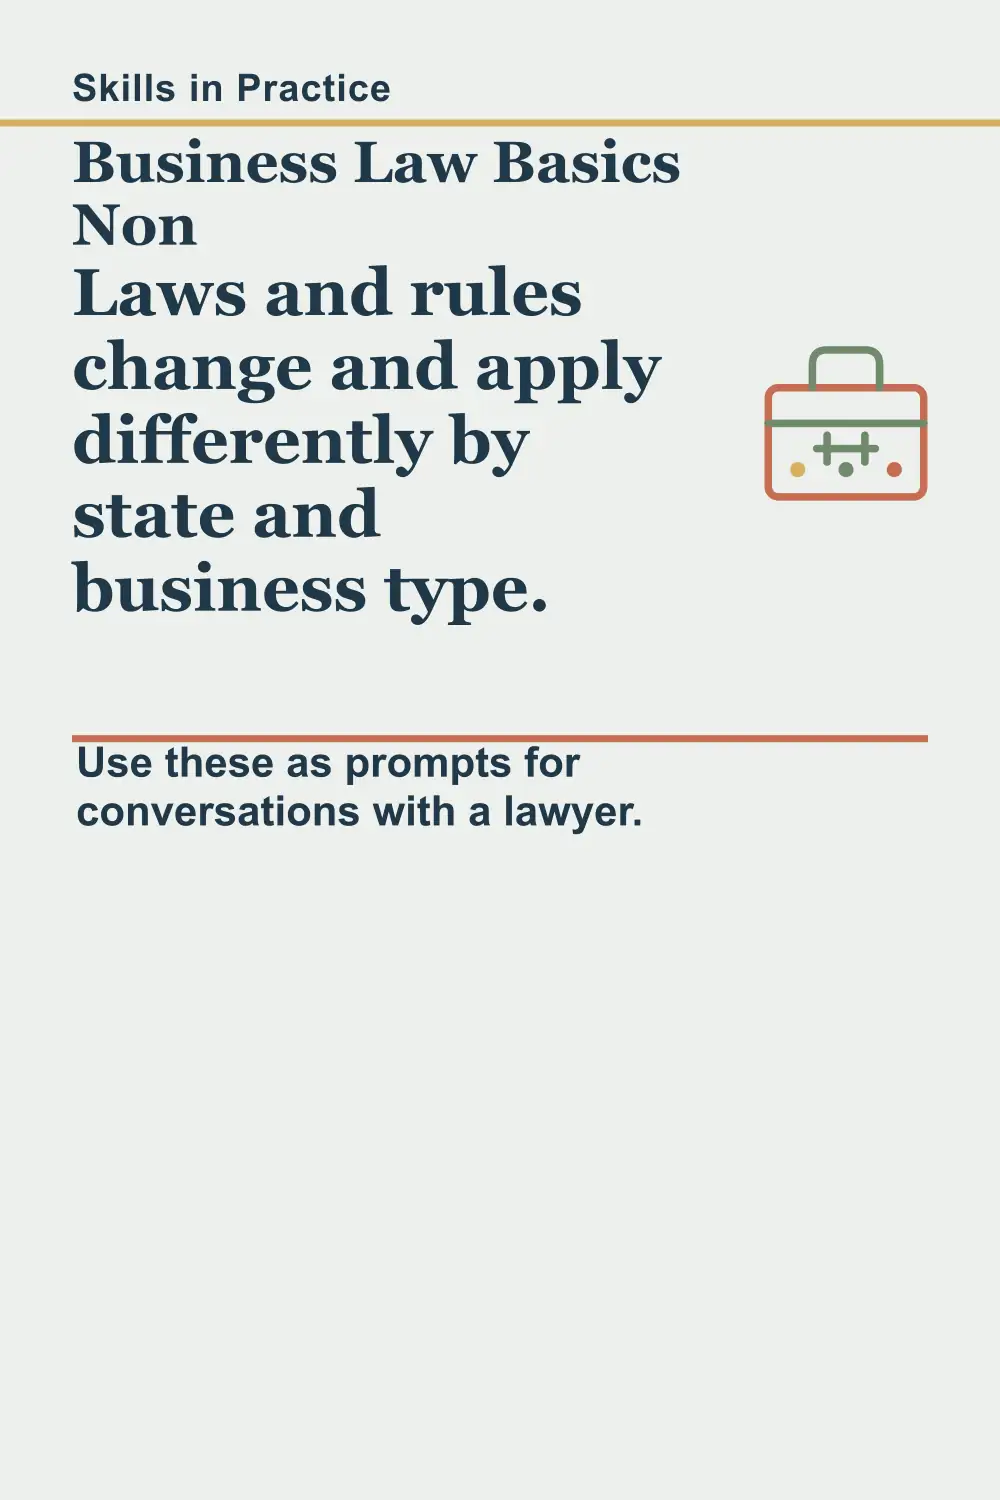 Skills in Practice
Business Law Basics
Non
Laws and rules
change and apply
differently by
state and
business type.
Use these as prompts for
conversations with a lawyer.